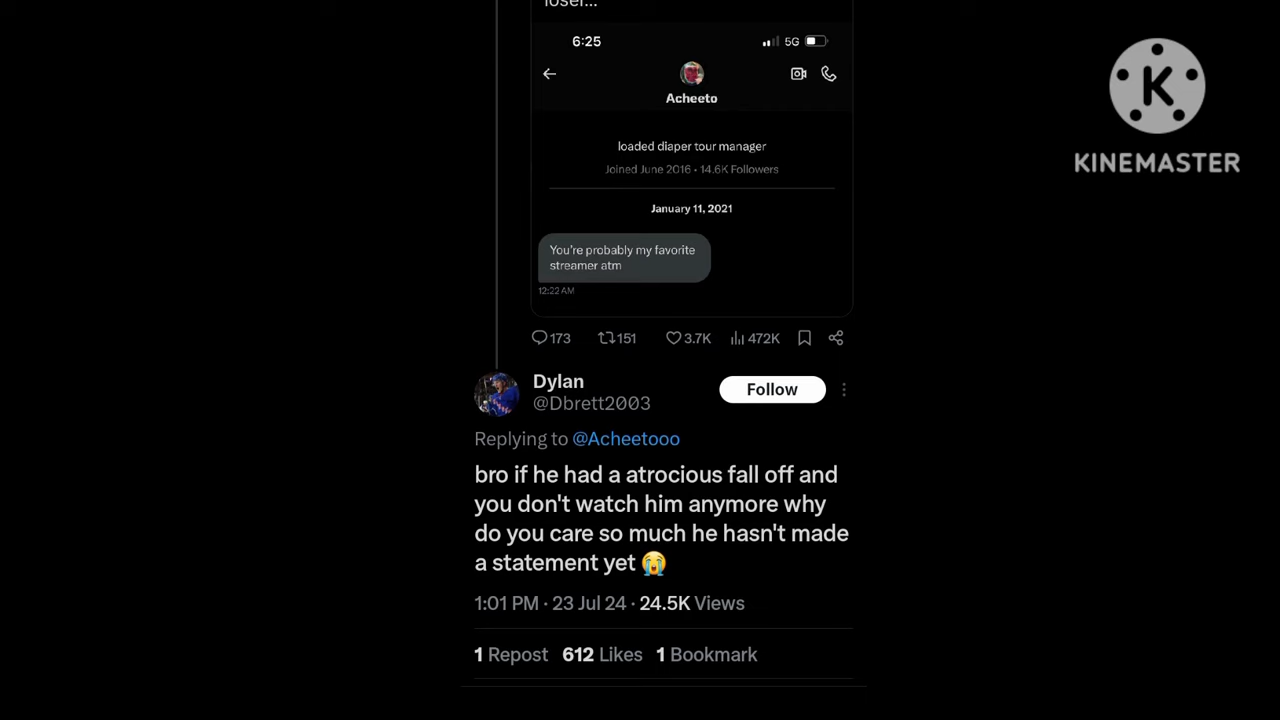 loser...
6:25
5G
Acheeto
loaded diaper tour manager
Joined June 2016 • 14.6K Followers
January 11, 2021
You're probably my favorite
streamer atm
12:22 AM
173 151 3.7K 472K
Dylan
@Dbrett2003
Follow
Replying to @Acheetooo
bro if he had a atrocious fall off and
you don't watch him anymore why
do you care so much he hasn't made
a statement yet 😭
1:01 PM · 23 Jul 24 · 24.5K Views
1 Repost 612 Likes 1 Bookmark
K
KINEMASTER